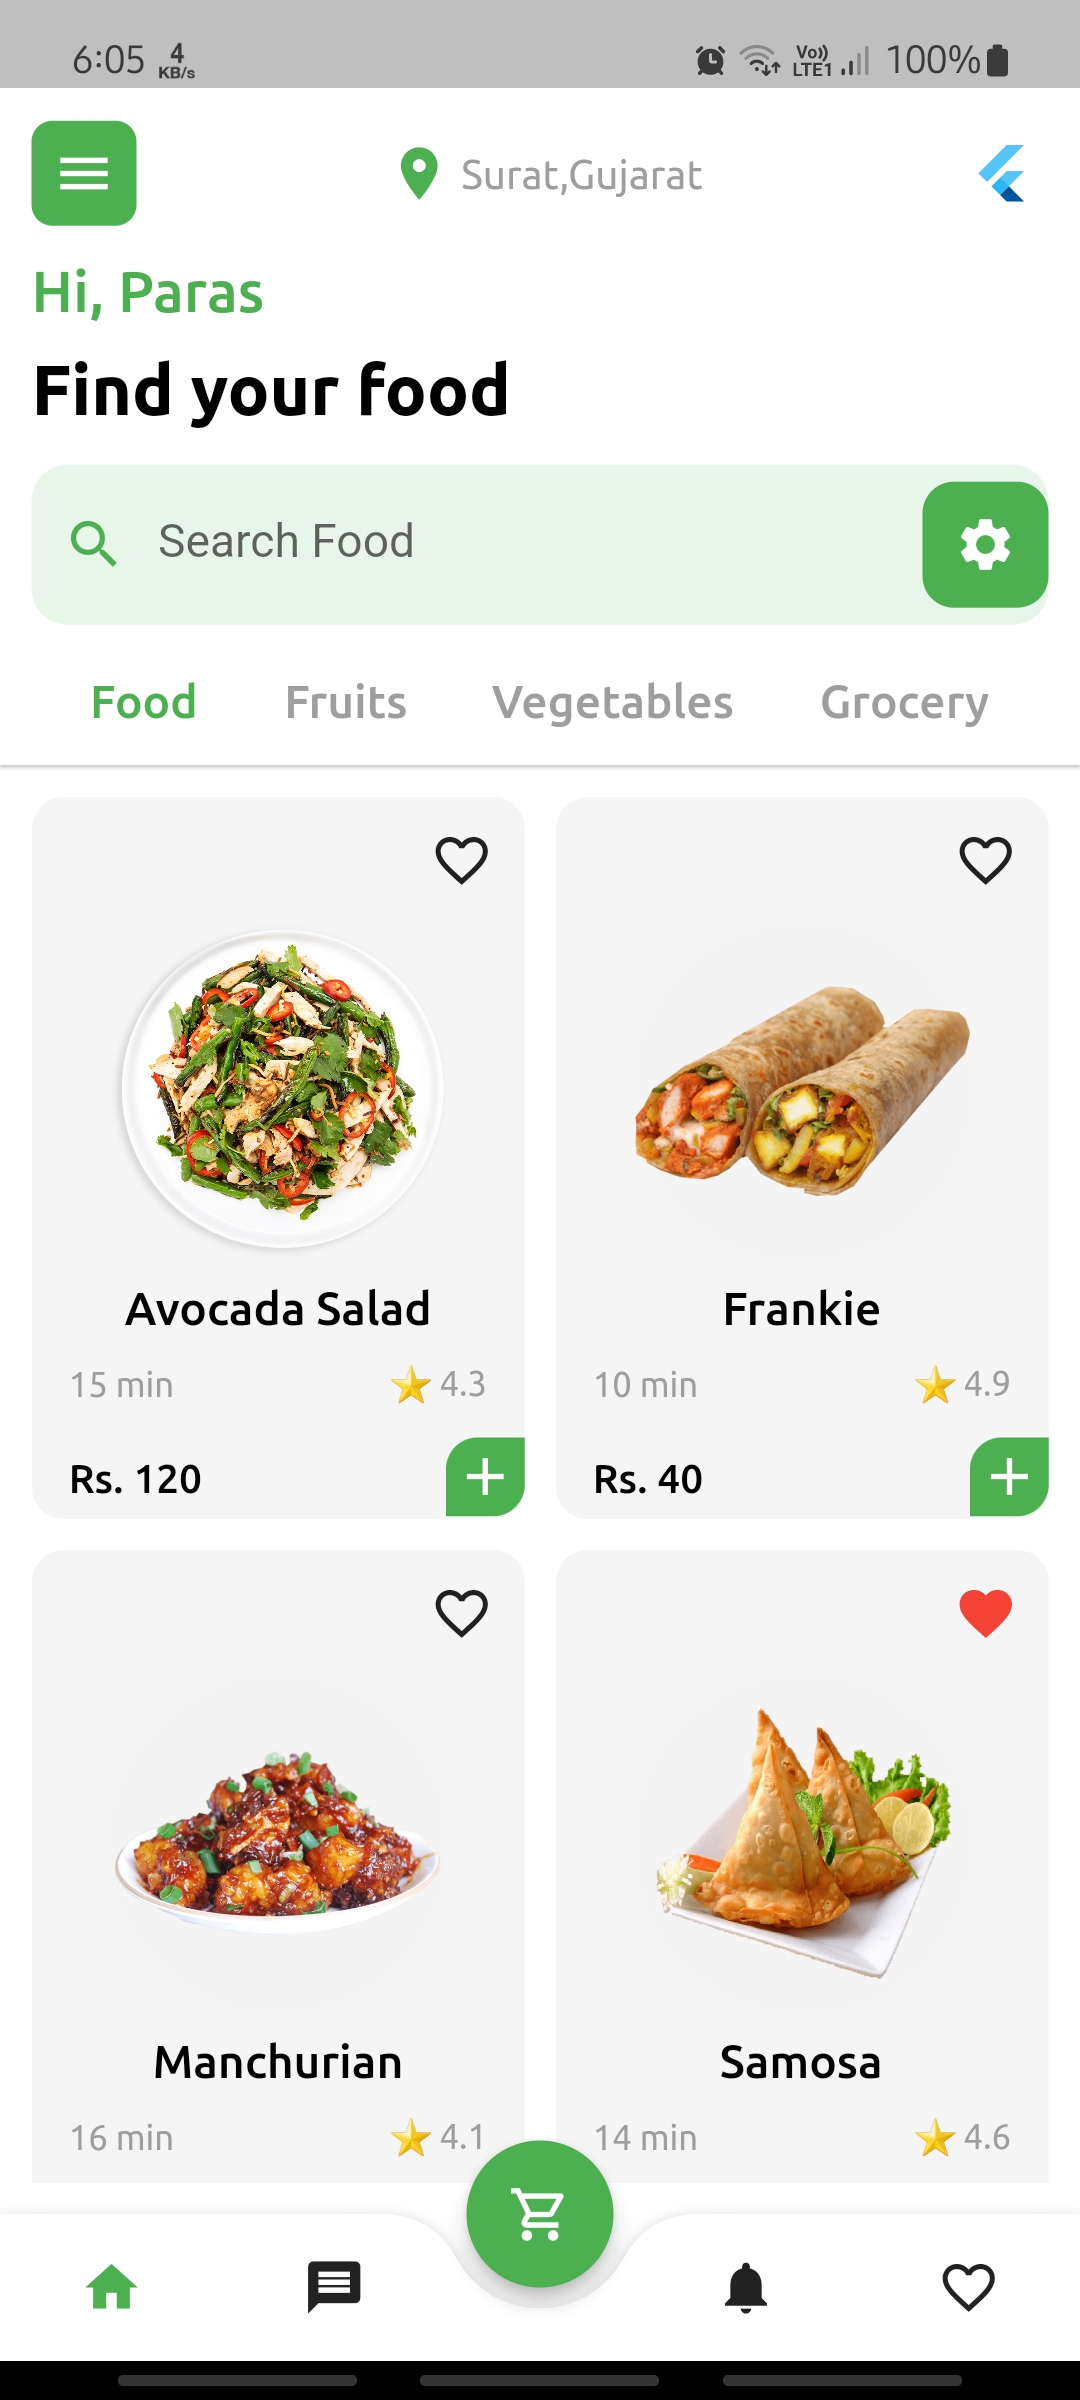 6:05 4 KB/s Vo)) LTE1 100%
Surat,Gujarat
Hi, Paras
Find your food
Search Food
Food Fruits Vegetables Grocery
Avocada Salad
15 min 4.3
Rs. 120
Frankie
10 min 4.9
Rs. 40
Manchurian
16 min 4.1
Samosa
14 min 4.6